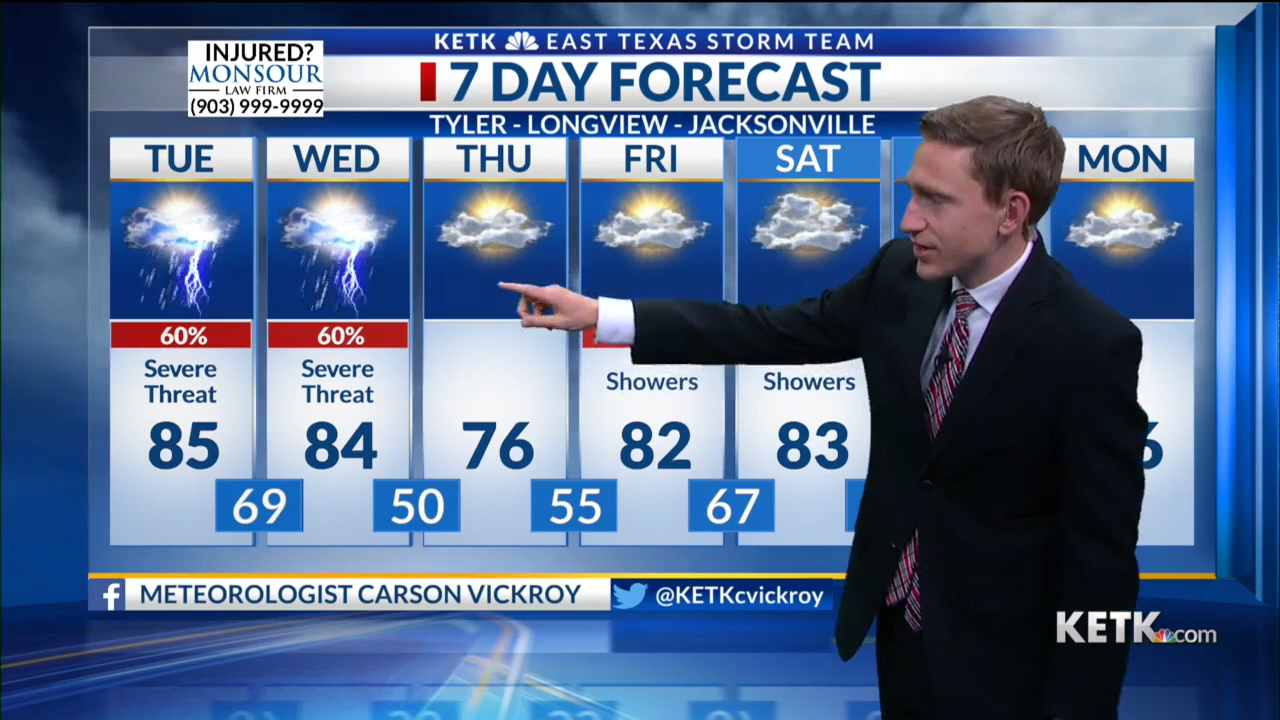 KETK EAST TEXAS STORM TEAM
INJURED?
MONSOUR
LAW FIRM
(903) 999-9999
7 DAY FORECAST
TYLER - LONGVIEW - JACKSONVILLE
TUE WED THU FRI SAT MON
60% 60%
Severe Threat Severe Threat Showers Showers
85 84 76 82 83 6
69 50 55 67
METEOROLOGIST CARSON VICKROY @KETKcvickroy
KETK.com